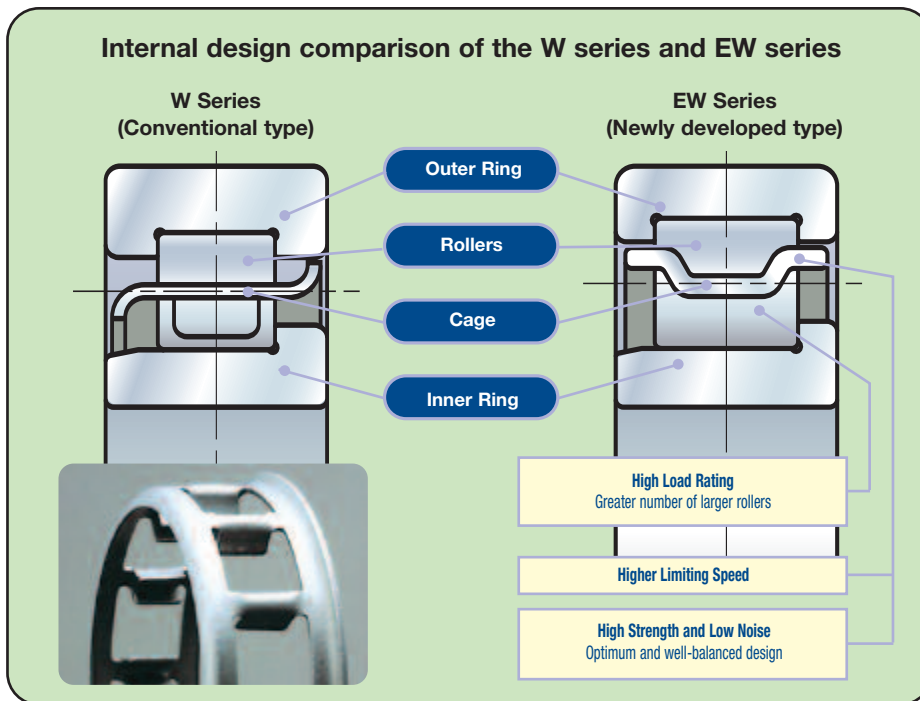 Internal design comparison of the W series and EW series
W Series
(Conventional type)
EW Series
(Newly developed type)
Outer Ring
Rollers
Cage
Inner Ring
High Load Rating
Greater number of larger rollers
Higher Limiting Speed
High Strength and Low Noise
Optimum and well-balanced design